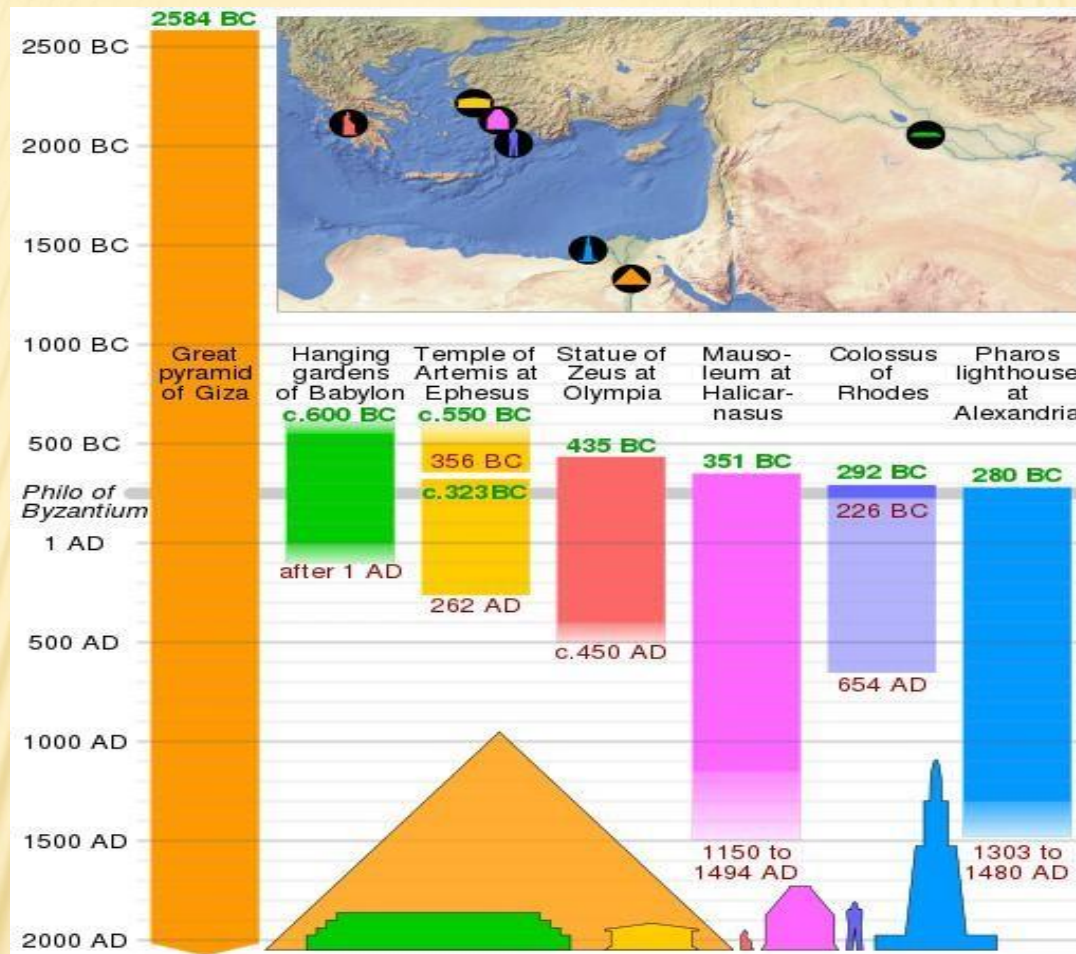 2584 BC
2500 BC
2000 BC
1500 BC
1000 BC
500 BC
Philo of
Byzantium
1 AD
500 AD
1000 AD
1500 AD
2000 AD
Great
pyramid
of Giza
Hanging
gardens
of Babylon
c.600 BC
after 1 AD
Temple of
Artemis at
Ephesus
c.550 BC
356 BC
c.323BC
262 AD
Statue of
Zeus at
Olympia
435 BC
c.450 AD
Mauso-
leum at
Halicar-
nasus
351 BC
1150 to
1494 AD
Colossus
of
Rhodes
292 BC
226 BC
654 AD
Pharos
lighthouse
at
Alexandria
280 BC
1303 to
1480 AD